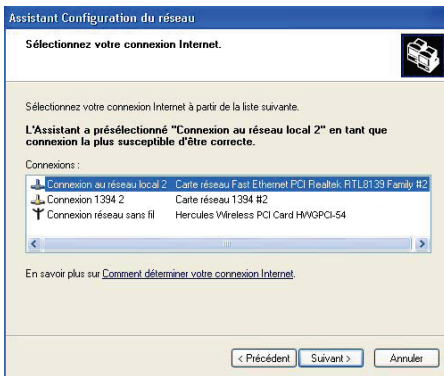 Assistant Configuration du réseau
Sélectionnez votre connexion Internet.
Sélectionnez votre connexion Internet à partir de la liste suivante.
L'Assistant a présélectionné "Connexion au réseau local 2" en tant que
connexion la plus susceptible d'être correcte.
Connexions :
Connexion au réseau local 2 Carte réseau Fast Ethernet PCI Realtek RTL8139 Family #2
Connexion 1394 2 Carte réseau 1394 #2
Connexion réseau sans fil Hercules Wireless PCI Card HWGPCI-54
En savoir plus sur Comment déterminer votre connexion Internet.
< Précédent Suivant > Annuler